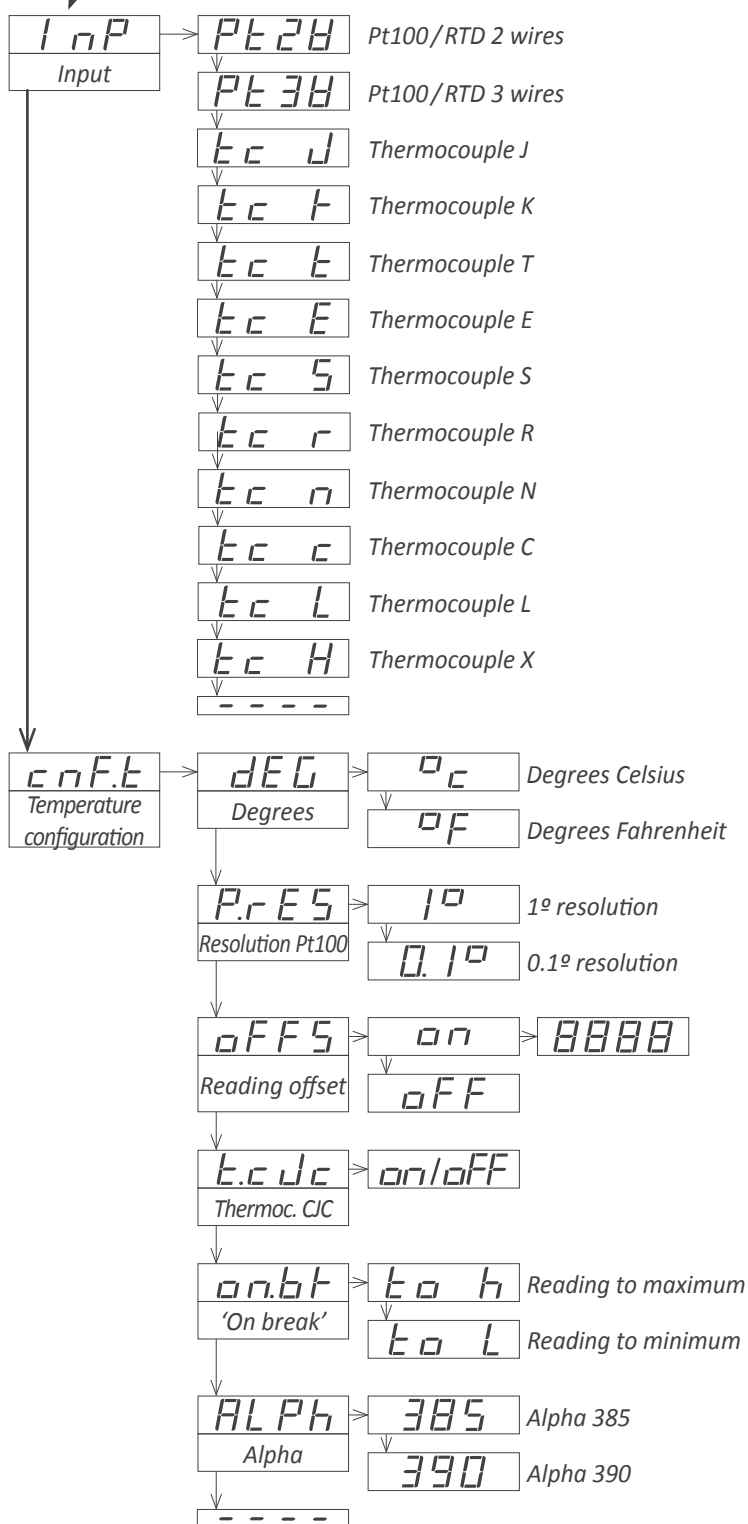 InP Pt2W Pt100/RTD 2 wires
Input
Pt3W Pt100/RTD 3 wires
tc J Thermocouple J
tc K Thermocouple K
tc t Thermocouple T
tc E Thermocouple E
tc S Thermocouple S
tc r Thermocouple R
tc n Thermocouple N
tc c Thermocouple C
tc L Thermocouple L
tc H Thermocouple X
----
cnF.t dEG ºc Degrees Celsius
Temperature
configuration
Degrees
ºF Degrees Fahrenheit
P.rES 1º 1º resolution
Resolution Pt100
0.1º 0.1º resolution
oFFS on 8888
Reading offset
oFF
t.cJc on/oFF
Thermoc. CJC
on.bk to h Reading to maximum
‘On break’
to L Reading to minimum
ALPh 385 Alpha 385
Alpha
390 Alpha 390
----